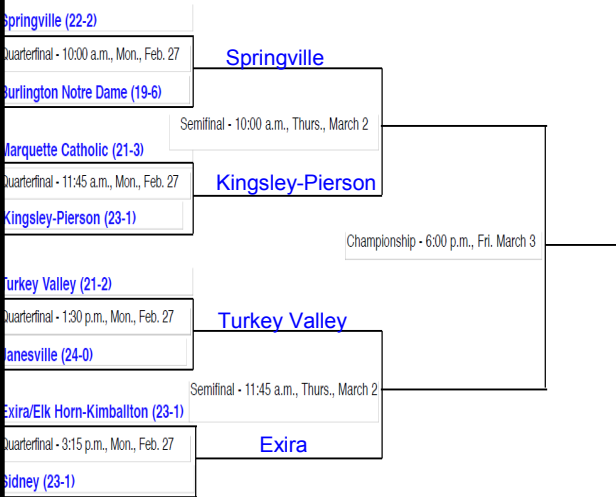 Springville (22-2)
Quarterfinal - 10:00 a.m., Mon., Feb. 27
Springville
Burlington Notre Dame (19-6)
Semifinal - 10:00 a.m., Thurs., March 2
Marquette Catholic (21-3)
Quarterfinal - 11:45 a.m., Mon., Feb. 27
Kingsley-Pierson
Kingsley-Pierson (23-1)
Championship - 6:00 p.m., Fri. March 3
Turkey Valley (21-2)
Quarterfinal - 1:30 p.m., Mon., Feb. 27
Turkey Valley
Janesville (24-0)
Semifinal - 11:45 a.m., Thurs., March 2
Exira/Elk Horn-Kimballton (23-1)
Quarterfinal - 3:15 p.m., Mon., Feb. 27
Exira
Sidney (23-1)